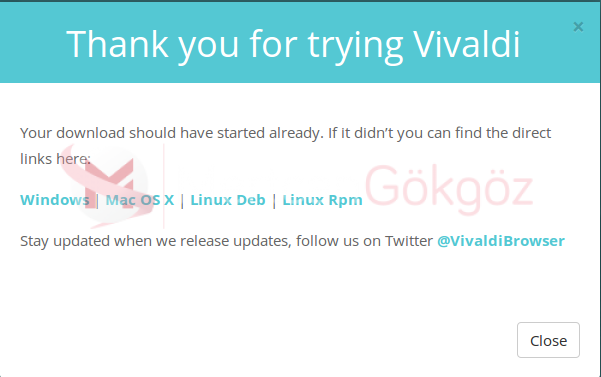 Thank you for trying Vivaldi
×
Your download should have started already. If it didn’t you can find the direct
links here:
Windows | Mac OS X | Linux Deb | Linux Rpm
Gökgöz
Stay updated when we release updates, follow us on Twitter @VivaldiBrowser
Close